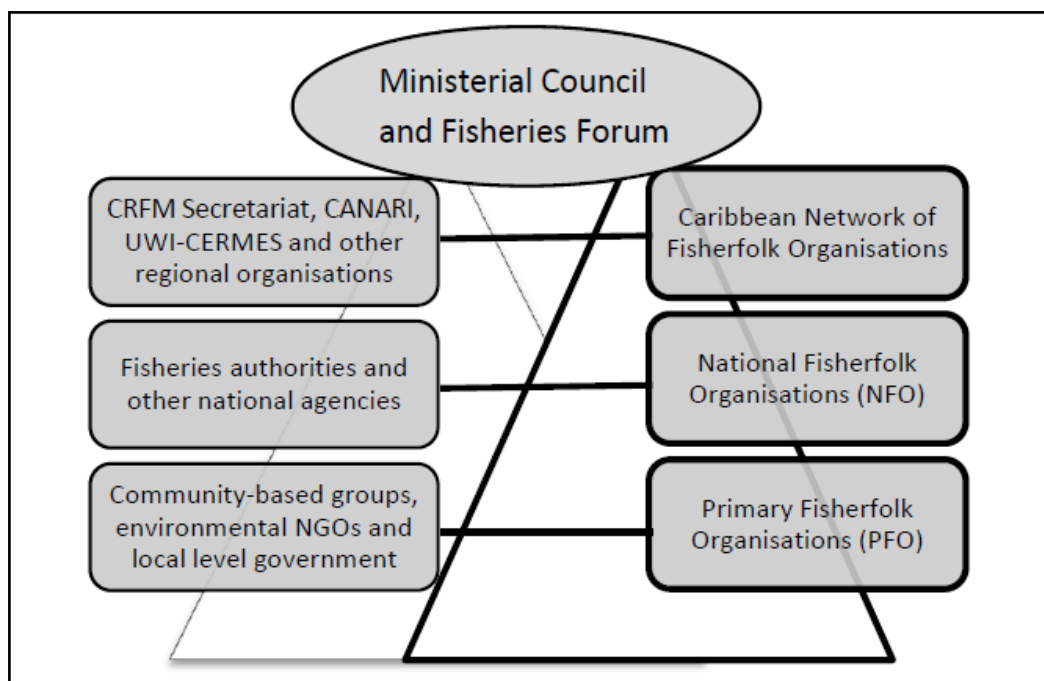 Ministerial Council
and Fisheries Forum
CRFM Secretariat, CANARI,
UWI-CERMES and other
regional organisations
Caribbean Network of
Fisherfolk Organisations
Fisheries authorities and
other national agencies
National Fisherfolk
Organisations (NFO)
Community-based groups,
environmental NGOs and
local level government
Primary Fisherfolk
Organisations (PFO)